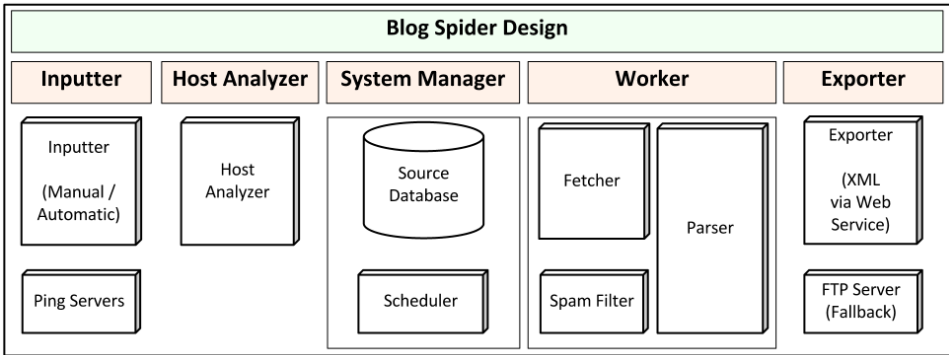 Blog Spider Design
Inputter
Host Analyzer
System Manager
Worker
Exporter
Inputter
(Manual /
Automatic)
Ping Servers
Host
Analyzer
Source
Database
Scheduler
Fetcher
Spam Filter
Parser
Exporter
(XML
via Web
Service)
FTP Server
(Fallback)